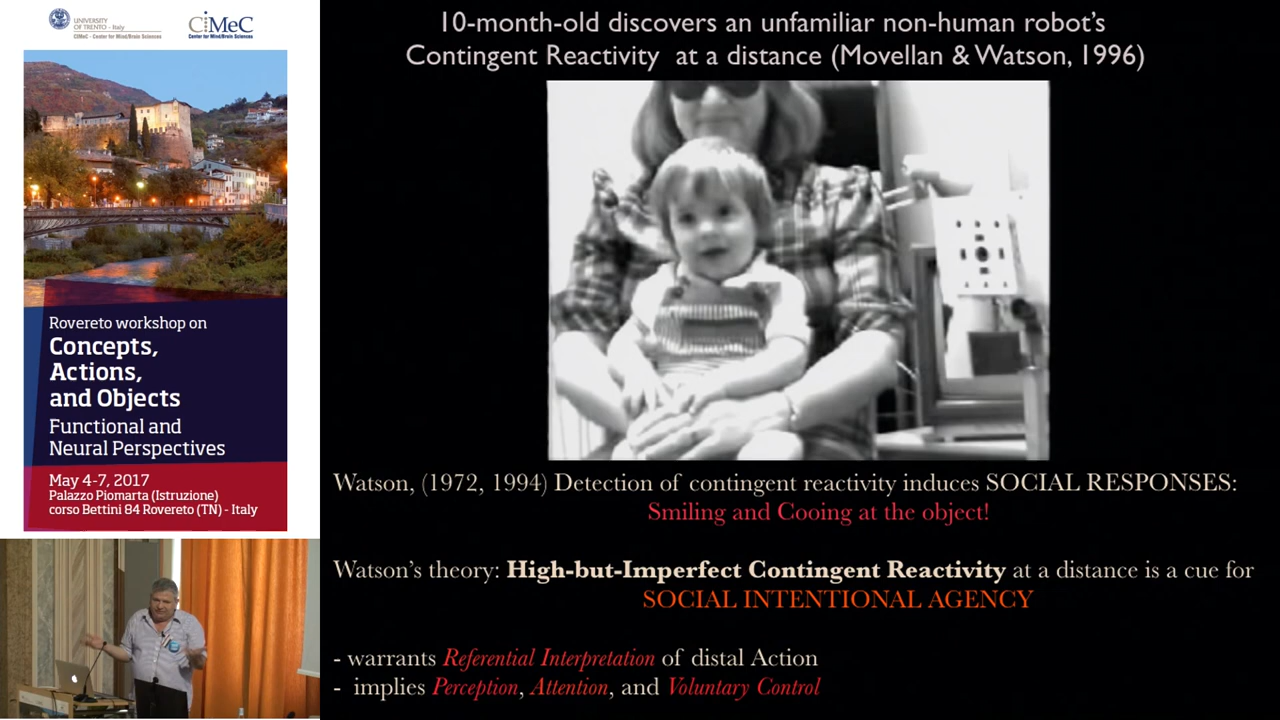 UNIVERSITY
OF TRENTO - Italy
CIMeC - Center for Mind/Brain Sciences
CiMeC
Center for Mind/Brain Sciences
Rovereto workshop on
Concepts,
Actions,
and Objects
Functional and
Neural Perspectives
May 4-7, 2017
Palazzo Piomarta (Istruzione)
corso Bettini 84 Rovereto (TN) - Italy
10-month-old discovers an unfamiliar non-human robot's
Contingent Reactivity at a distance (Movellan & Watson, 1996)
Watson, (1972, 1994) Detection of contingent reactivity induces SOCIAL RESPONSES:
Smiling and Cooing at the object!
Watson's theory: High-but-Imperfect Contingent Reactivity at a distance is a cue for
SOCIAL INTENTIONAL AGENCY
- warrants Referential Interpretation of distal Action
- implies Perception, Attention, and Voluntary Control